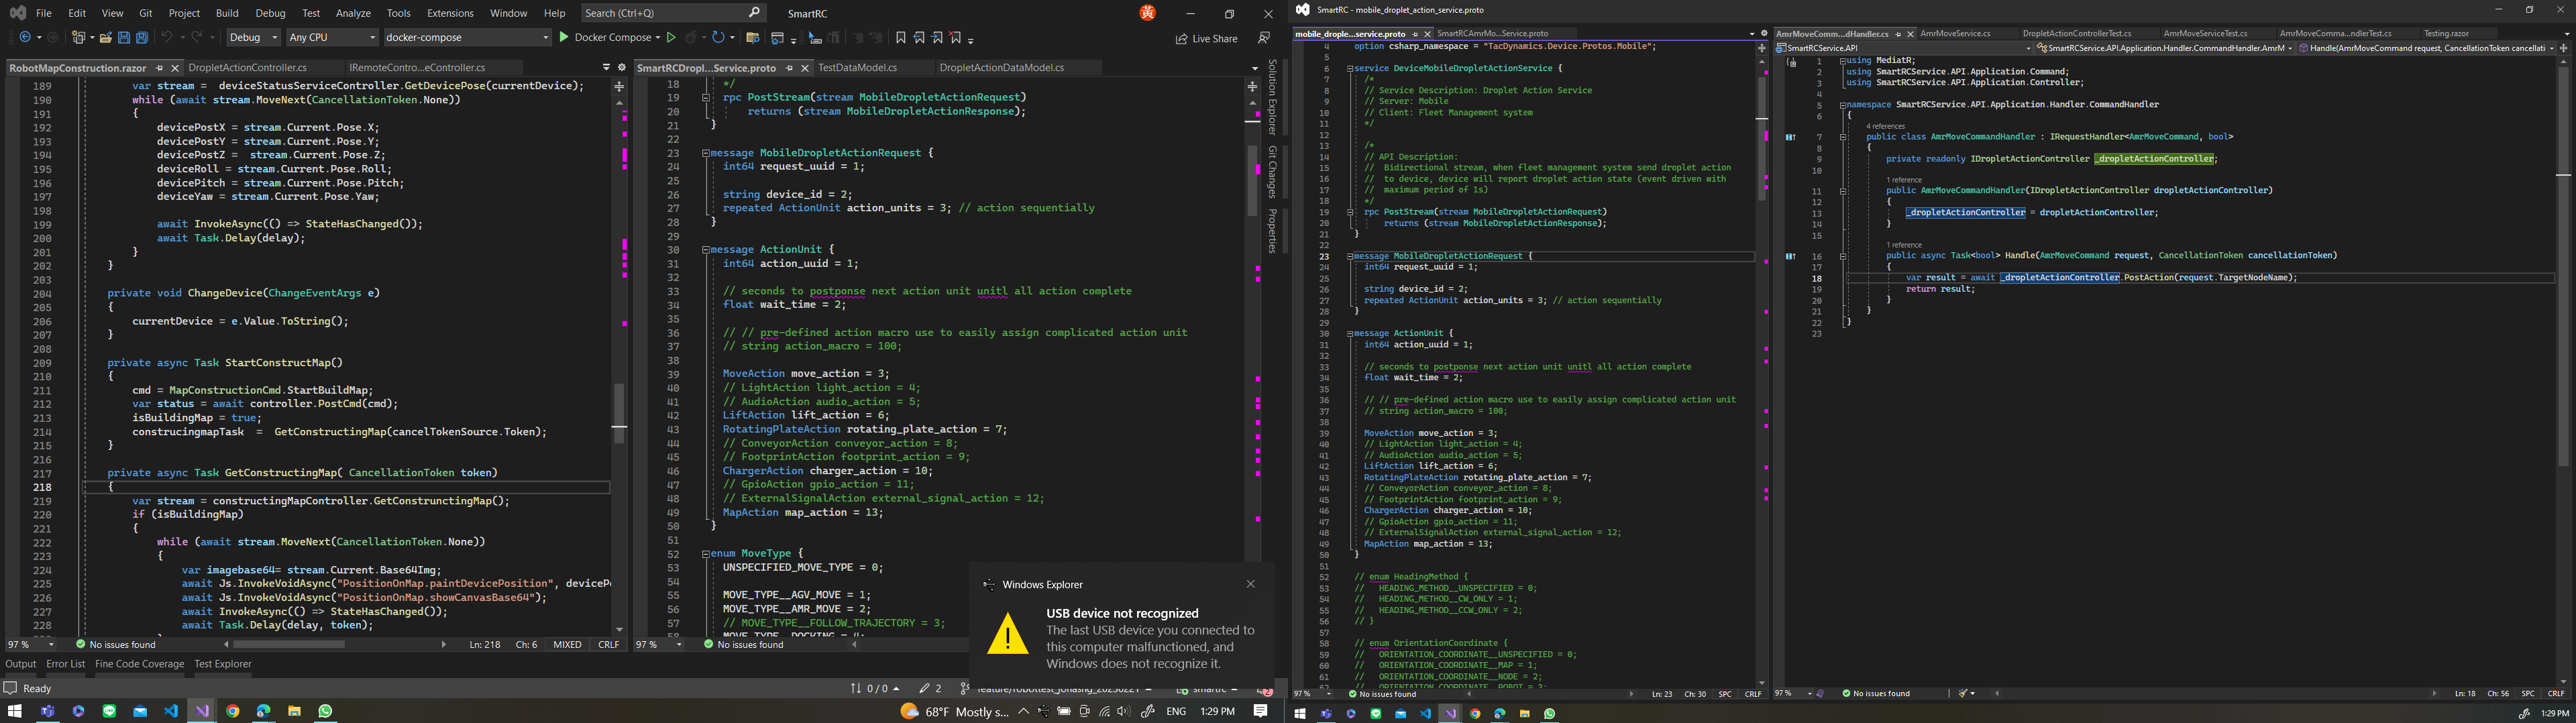 File Edit View Git Project Build Debug Test Analyze Tools Extensions Window Help Search (Ctrl+Q) SmartRC 黃
Debug Any CPU docker-compose Docker Compose Live Share
RobotMapConstruction.razor DropletActionController.cs IRemoteContro...eController.cs
189 var stream = deviceStatusServiceController.GetDevicePose(currentDevice);
190 while (await stream.MoveNext(CancellationToken.None))
191 {
192 devicePostX = stream.Current.Pose.X;
193 devicePostY = stream.Current.Pose.Y;
194 devicePostZ = stream.Current.Pose.Z;
195 deviceRoll = stream.Current.Pose.Roll;
196 devicePitch = stream.Current.Pose.Pitch;
197 deviceYaw = stream.Current.Pose.Yaw;
198
199 await InvokeAsync(() => StateHasChanged());
200 await Task.Delay(delay);
201 }
202 }
203
204 private void ChangeDevice(ChangeEventArgs e)
205 {
206 currentDevice = e.Value.ToString();
207 }
208
209 private async Task StartConstructMap()
210 {
211 cmd = MapConstructionCmd.StartBuildMap;
212 var status = await controller.PostCmd(cmd);
213 isBuildingMap = true;
214 construcingmapTask = GetConstructingMap(cancelTokenSource.Token);
215 }
216
217 private async Task GetConstructingMap( CancellationToken token)
218 {
219 var stream = constructingMapController.GetConstrunctingMap();
220 if (isBuildingMap)
221 {
222 while (await stream.MoveNext(CancellationToken.None))
223 {
224 var imagebase64= stream.Current.Base64Img;
225 await Js.InvokeVoidAsync("PositionOnMap.paintDevicePosition", devicePo
226 await Js.InvokeVoidAsync("PositionOnMap.showCanvasBase64");
227 await InvokeAsync(() => StateHasChanged());
228 await Task.Delay(delay, token);
97 % No issues found Ln: 218 Ch: 6 MIXED CRLF
SmartRCDropl...Service.proto TestDataModel.cs DropletActionDataModel.cs
18 */
19 rpc PostStream(stream MobileDropletActionRequest)
20 returns (stream MobileDropletActionResponse);
21 }
22
23 message MobileDropletActionRequest {
24 int64 request_uuid = 1;
25
26 string device_id = 2;
27 repeated ActionUnit action_units = 3; // action sequentially
28 }
29
30 message ActionUnit {
31 int64 action_uuid = 1;
32
33 // seconds to postponse next action unit unitl all action complete
34 float wait_time = 2;
35
36 // // pre-defined action macro use to easily assign complicated action unit
37 // string action_macro = 100;
38
39 MoveAction move_action = 3;
40 // LightAction light_action = 4;
41 // AudioAction audio_action = 5;
42 LiftAction lift_action = 6;
43 RotatingPlateAction rotating_plate_action = 7;
44 // ConveyorAction conveyor_action = 8;
45 // FootprintAction footprint_action = 9;
46 ChargerAction charger_action = 10;
47 // GpioAction gpio_action = 11;
48 // ExternalSignalAction external_signal_action = 12;
49 MapAction map_action = 13;
50 }
51
52 enum MoveType {
53 UNSPECIFIED_MOVE_TYPE = 0;
54
55 MOVE_TYPE__AGV_MOVE = 1;
56 MOVE_TYPE__AMR_MOVE = 2;
57 // MOVE_TYPE__FOLLOW_TRAJECTORY = 3;
58 MOVE_TYPE__DOCKING = 4;
97 % No issues found
Solution Explorer
Git Changes
Properties
Windows Explorer
USB device not recognized
The last USB device you connected to
this computer malfunctioned, and
Windows does not recognize it.
Output Error List Fine Code Coverage Test Explorer
Ready 0 / 0 2 smartrc 2
68°F Mostly s... ENG 1:29 PM
SmartRC - mobile_droplet_action_service.proto
mobile_drople...service.proto SmartRCAmrMo...Service.proto
4 option csharp_namespace = "TacDynamics.Device.Protos.Mobile";
5
6 service DeviceMobileDropletActionService {
7 /*
8 // Service Description: Droplet Action Service
9 // Server: Mobile
10 // Client: Fleet Management system
11 */
12
13 /*
14 // API Description:
15 // Bidirectional stream, when fleet management system send droplet action
16 // to device, device will report droplet action state (event driven with
17 // maximum period of 1s)
18 */
19 rpc PostStream(stream MobileDropletActionRequest)
20 returns (stream MobileDropletActionResponse);
21 }
22
23 message MobileDropletActionRequest {
24 int64 request_uuid = 1;
25
26 string device_id = 2;
27 repeated ActionUnit action_units = 3; // action sequentially
28 }
29
30 message ActionUnit {
31 int64 action_uuid = 1;
32
33 // seconds to postponse next action unit unitl all action complete
34 float wait_time = 2;
35
36 // // pre-defined action macro use to easily assign complicated action unit
37 // string action_macro = 100;
38
39 MoveAction move_action = 3;
40 // LightAction light_action = 4;
41 // AudioAction audio_action = 5;
42 LiftAction lift_action = 6;
43 RotatingPlateAction rotating_plate_action = 7;
44 // ConveyorAction conveyor_action = 8;
45 // FootprintAction footprint_action = 9;
46 ChargerAction charger_action = 10;
47 // GpioAction gpio_action = 11;
48 // ExternalSignalAction external_signal_action = 12;
49 MapAction map_action = 13;
50 }
51
52 // enum HeadingMethod {
53 // HEADING_METHOD__UNSPECIFIED = 0;
54 // HEADING_METHOD__CW_ONLY = 1;
55 // HEADING_METHOD__CCW_ONLY = 2;
56 // }
57
58 // enum OrientationCoordinate {
59 // ORIENTATION_COORDINATE__UNSPECIFIED = 0;
60 // ORIENTATION_COORDINATE__MAP = 1;
61 // ORIENTATION_COORDINATE__NODE = 2;
62 // ORIENTATION_COORDINATE__ROBOT = 3;
97 % No issues found Ln: 23 Ch: 30 SPC CRLF
AmrMoveComm...dHandler.cs AmrMoveService.cs DropletActionControllerTest.cs AmrMoveServiceTest.cs AmrMoveComma...ndlerTest.cs Testing.razor
SmartRCService.API SmartRCService.API.Application.Handler.CommandHandler.AmrM Handle(AmrMoveCommand request, CancellationToken cancellati
1 using MediatR;
2 using SmartRCService.API.Application.Command;
3 using SmartRCService.API.Application.Controller;
4
5 namespace SmartRCService.API.Application.Handler.CommandHandler
6 {
4 references
7 public class AmrMoveCommandHandler : IRequestHandler<AmrMoveCommand, bool>
8 {
9 private readonly IDropletActionController _dropletActionController;
10
1 reference
11 public AmrMoveCommandHandler(IDropletActionController dropletActionController)
12 {
13 _dropletActionController = dropletActionController;
14 }
15
1 reference
16 public async Task<bool> Handle(AmrMoveCommand request, CancellationToken cancellationToken)
17 {
18 var result = await _dropletActionController.PostAction(request.TargetNodeName);
19 return result;
20 }
21 }
22 }
23
97 % No issues found Ln: 18 Ch: 56 SPC CRLF
1:29 PM